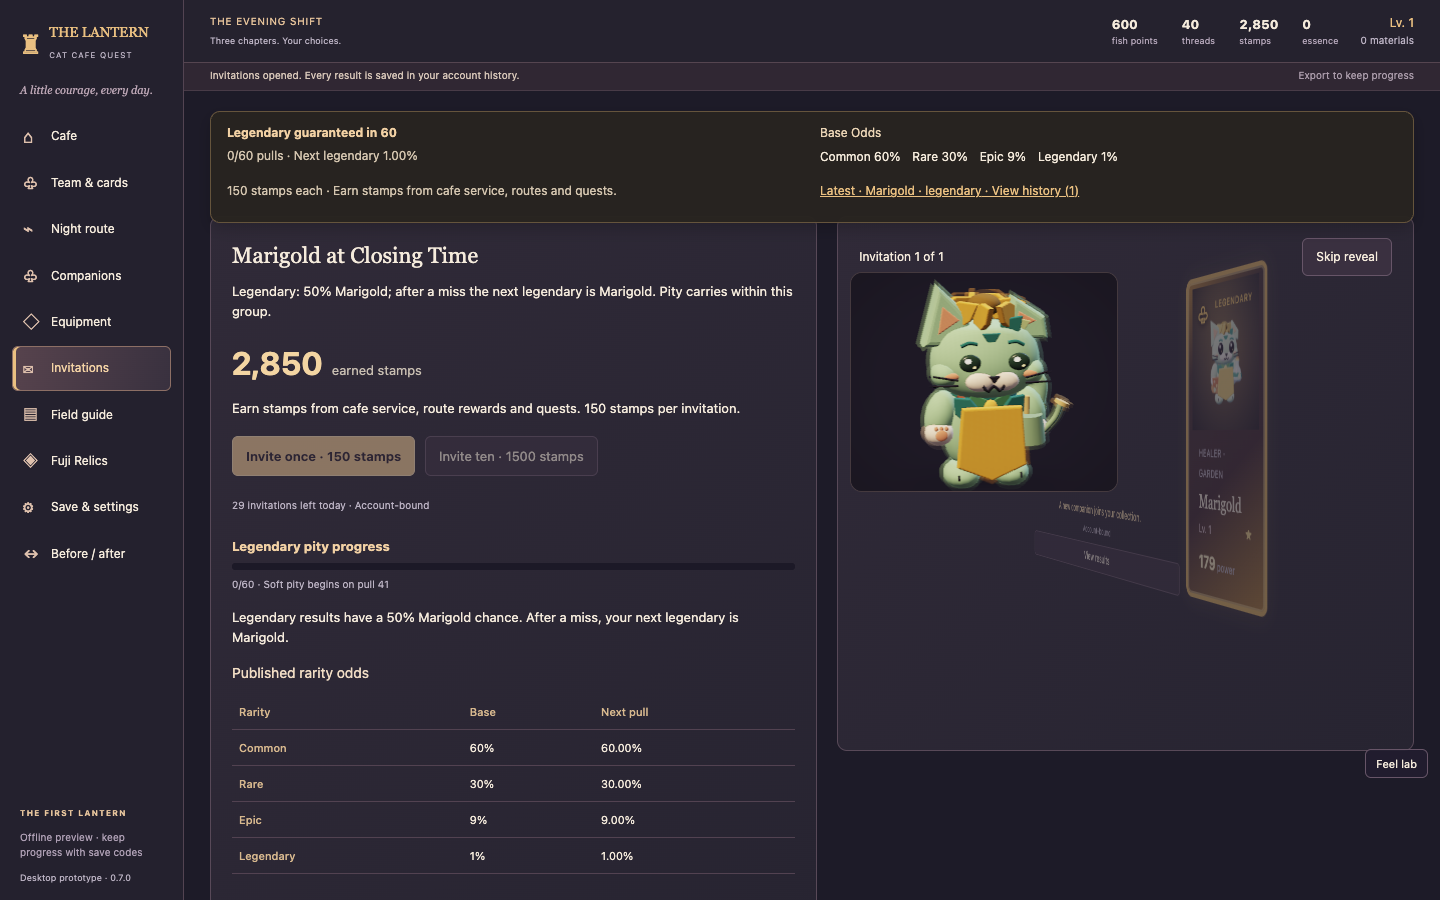 THE LANTERN
CAT CAFE QUEST
A little courage, every day.
Cafe
Team & cards
Night route
Companions
Equipment
Invitations
Field guide
Fuji Relics
Save & settings
Before / after
THE FIRST LANTERN
Offline preview · keep
progress with save codes
Desktop prototype · 0.7.0
THE EVENING SHIFT
Three chapters. Your choices.
600
fish points
40
threads
2,850
stamps
0
essence
Lv. 1
0 materials
Invitations opened. Every result is saved in your account history.
Export to keep progress
Legendary guaranteed in 60
0/60 pulls · Next legendary 1.00%
150 stamps each · Earn stamps from cafe service, routes and quests.
Base Odds
Common 60% Rare 30% Epic 9% Legendary 1%
Latest · Marigold · legendary · View history (1)
Marigold at Closing Time
Legendary: 50% Marigold; after a miss the next legendary is Marigold. Pity carries within this
group.
2,850 earned stamps
Earn stamps from cafe service, route rewards and quests. 150 stamps per invitation.
Invite once · 150 stamps
Invite ten · 1500 stamps
29 invitations left today · Account-bound
Legendary pity progress
0/60 · Soft pity begins on pull 41
Legendary results have a 50% Marigold chance. After a miss, your next legendary is
Marigold.
Published rarity odds
Rarity Base Next pull
Common 60% 60.00%
Rare 30% 30.00%
Epic 9% 9.00%
Legendary 1% 1.00%
Invitation 1 of 1
Skip reveal
LEGENDARY
HEALER ·
GARDEN
Marigold
Lv. 1
179 power
A new companion joins your collection.
Account-bound
View results
Feel lab